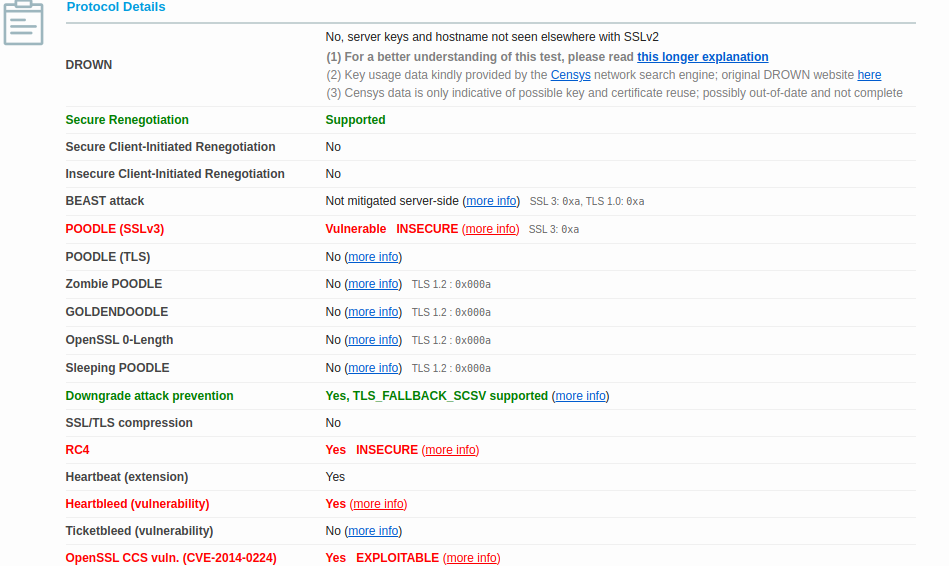 Protocol Details
DROWN
No, server keys and hostname not seen elsewhere with SSLv2
(1) For a better understanding of this test, please read this longer explanation
(2) Key usage data kindly provided by the Censys network search engine; original DROWN website here
(3) Censys data is only indicative of possible key and certificate reuse; possibly out-of-date and not complete
Secure Renegotiation Supported
Secure Client-Initiated Renegotiation No
Insecure Client-Initiated Renegotiation No
BEAST attack Not mitigated server-side (more info) SSL 3: 0xa, TLS 1.0: 0xa
POODLE (SSLv3) Vulnerable INSECURE (more info) SSL 3: 0xa
POODLE (TLS) No (more info)
Zombie POODLE No (more info) TLS 1.2 : 0x000a
GOLDENDOODLE No (more info) TLS 1.2 : 0x000a
OpenSSL 0-Length No (more info) TLS 1.2 : 0x000a
Sleeping POODLE No (more info) TLS 1.2 : 0x000a
Downgrade attack prevention Yes, TLS_FALLBACK_SCSV supported (more info)
SSL/TLS compression No
RC4 Yes INSECURE (more info)
Heartbeat (extension) Yes
Heartbleed (vulnerability) Yes (more info)
Ticketbleed (vulnerability) No (more info)
OpenSSL CCS vuln. (CVE-2014-0224) Yes EXPLOITABLE (more info)